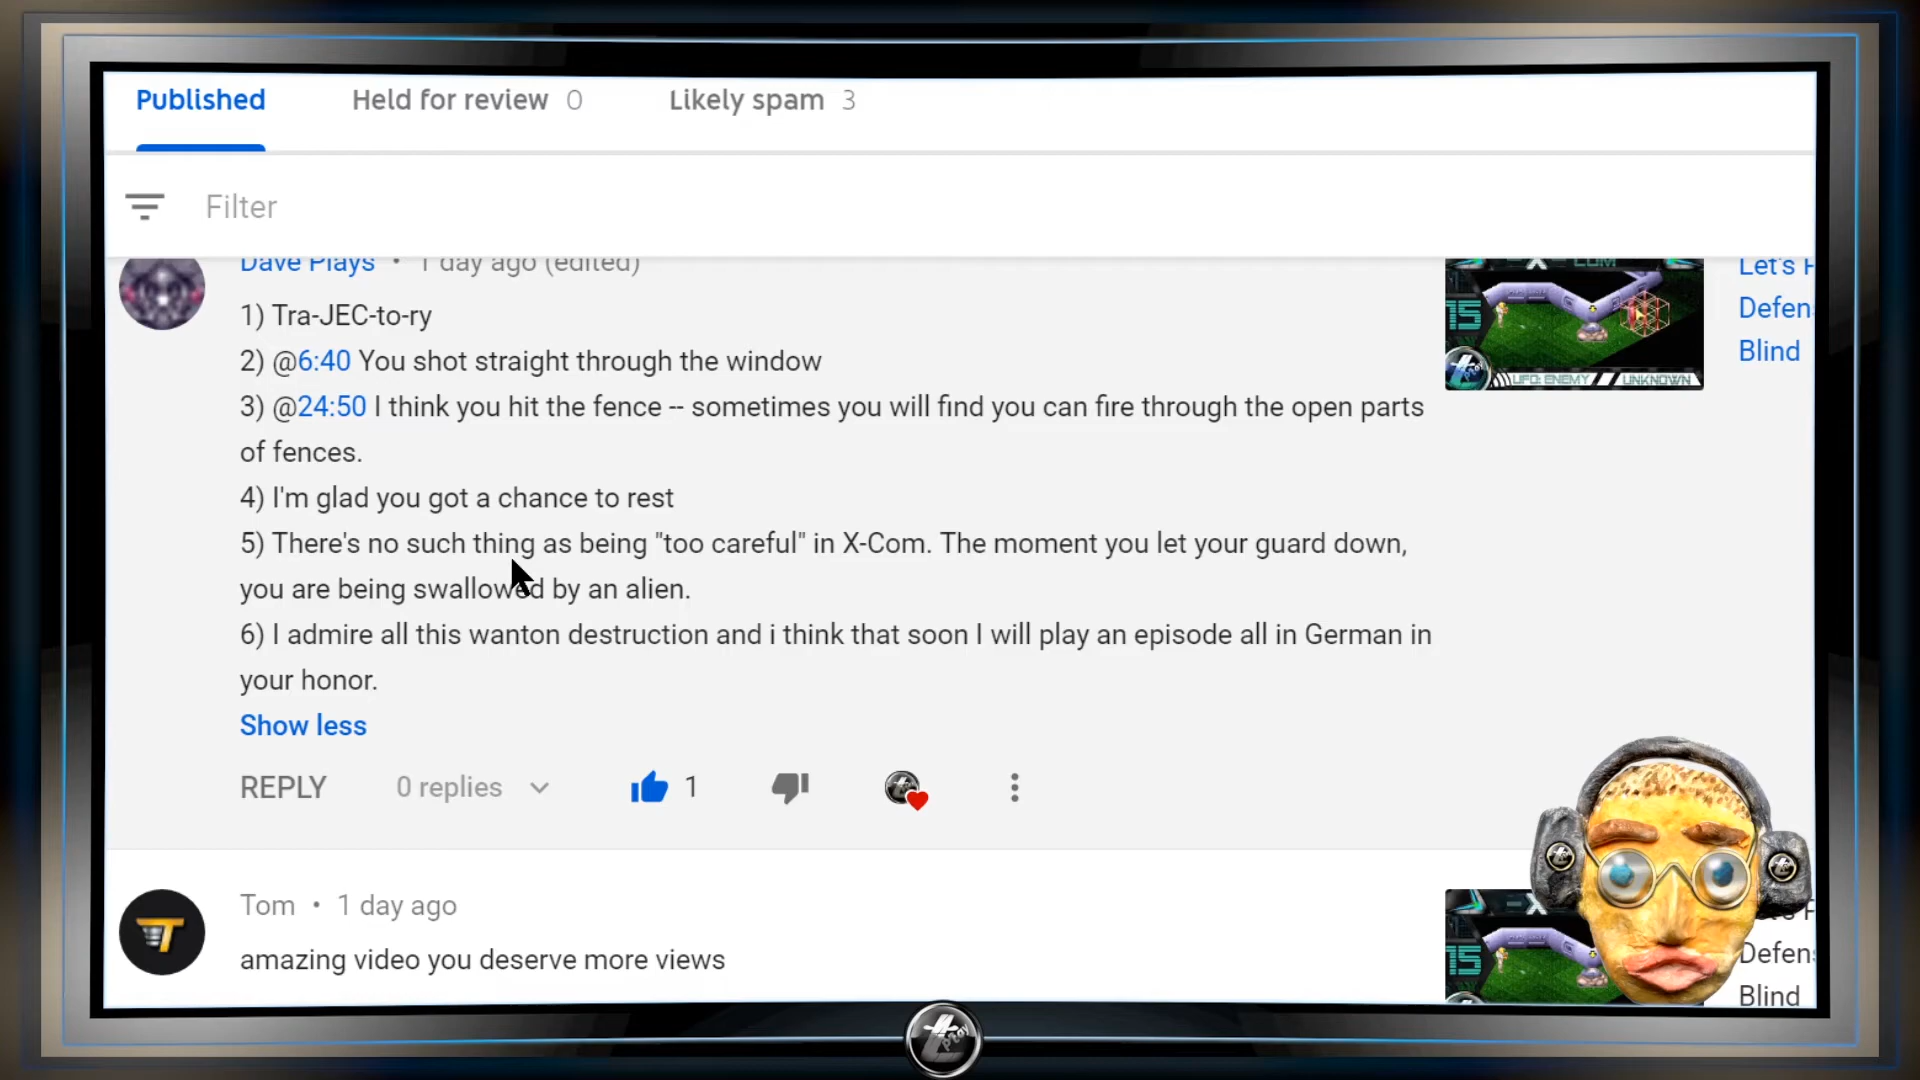 Published Held for review 0 Likely spam 3
Filter
Dave Plays • 1 day ago (edited)
1) Tra-JEC-to-ry
2) @6:40 You shot straight through the window
3) @24:50 I think you hit the fence -- sometimes you will find you can fire through the open parts
of fences.
4) I'm glad you got a chance to rest
5) There's no such thing as being "too careful" in X-Com. The moment you let your guard down,
you are being swallowed by an alien.
6) I admire all this wanton destruction and i think that soon I will play an episode all in German in
your honor.
Show less
REPLY 0 replies 1
Let's
Defen
Blind
15
UFO: ENEMY UNKNOWN
Tom • 1 day ago
amazing video you deserve more views
15
Defen
Blind
Play